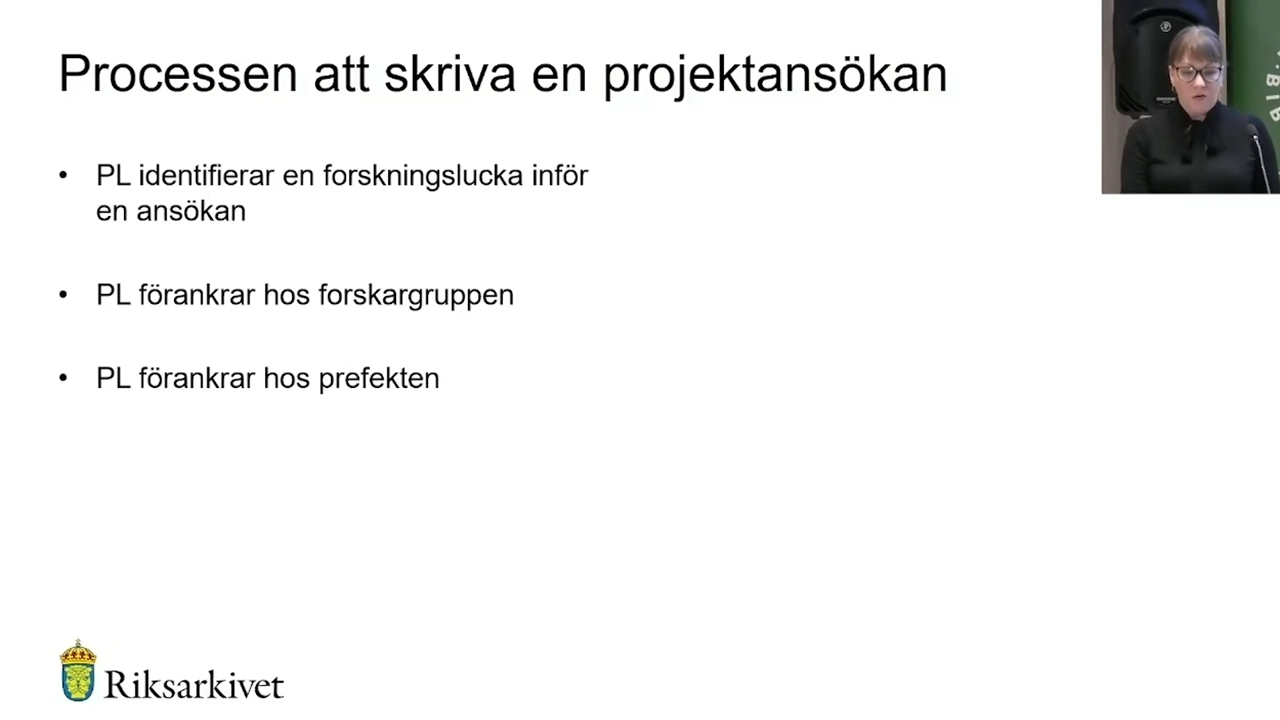 Processen att skriva en projektansökan
• PL identifierar en forskningslucka inför
en ansökan
• PL förankrar hos forskargruppen
• PL förankrar hos prefekten
Riksarkivet